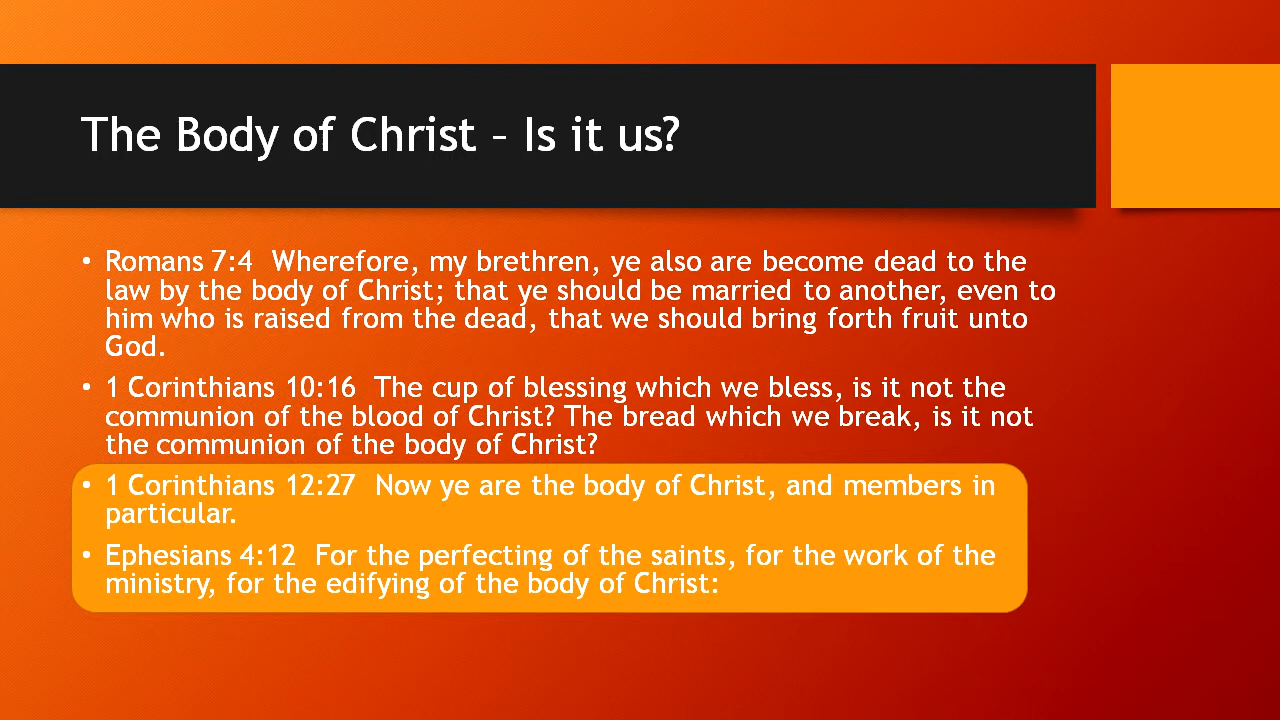 The Body of Christ – Is it us?
• Romans 7:4  Wherefore, my brethren, ye also are become dead to the
law by the body of Christ; that ye should be married to another, even to
him who is raised from the dead, that we should bring forth fruit unto
God.
• 1 Corinthians 10:16  The cup of blessing which we bless, is it not the
communion of the blood of Christ? The bread which we break, is it not
the communion of the body of Christ?
• 1 Corinthians 12:27  Now ye are the body of Christ, and members in
particular.
• Ephesians 4:12  For the perfecting of the saints, for the work of the
ministry, for the edifying of the body of Christ: